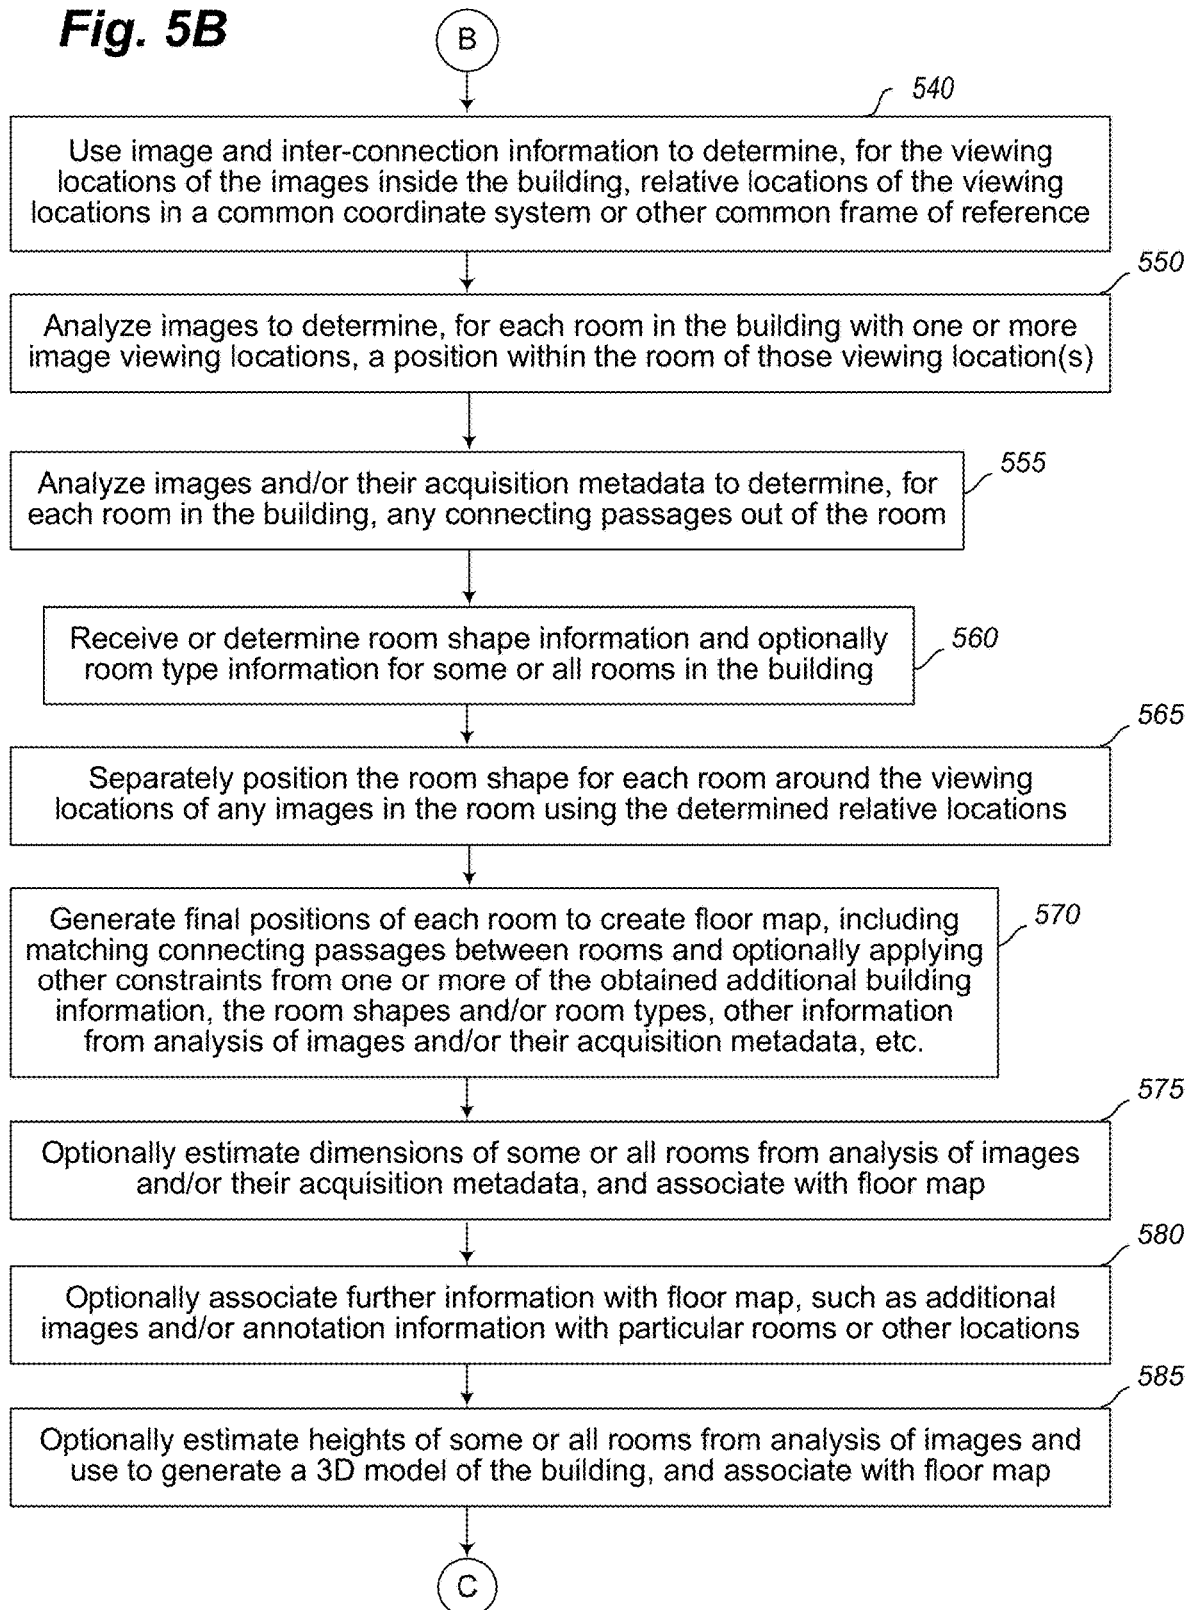 Fig. 5B
B
540
Use image and inter-connection information to determine, for the viewing
locations of the images inside the building, relative locations of the viewing
locations in a common coordinate system or other common frame of reference
550
Analyze images to determine, for each room in the building with one or more
image viewing locations, a position within the room of those viewing location(s)
555
Analyze images and/or their acquisition metadata to determine, for
each room in the building, any connecting passages out of the room
560
Receive or determine room shape information and optionally
room type information for some or all rooms in the building
565
Separately position the room shape for each room around the viewing
locations of any images in the room using the determined relative locations
570
Generate final positions of each room to create floor map, including
matching connecting passages between rooms and optionally applying
other constraints from one or more of the obtained additional building
information, the room shapes and/or room types, other information
from analysis of images and/or their acquisition metadata, etc.
575
Optionally estimate dimensions of some or all rooms from analysis of images
and/or their acquisition metadata, and associate with floor map
580
Optionally associate further information with floor map, such as additional
images and/or annotation information with particular rooms or other locations
585
Optionally estimate heights of some or all rooms from analysis of images and
use to generate a 3D model of the building, and associate with floor map
C